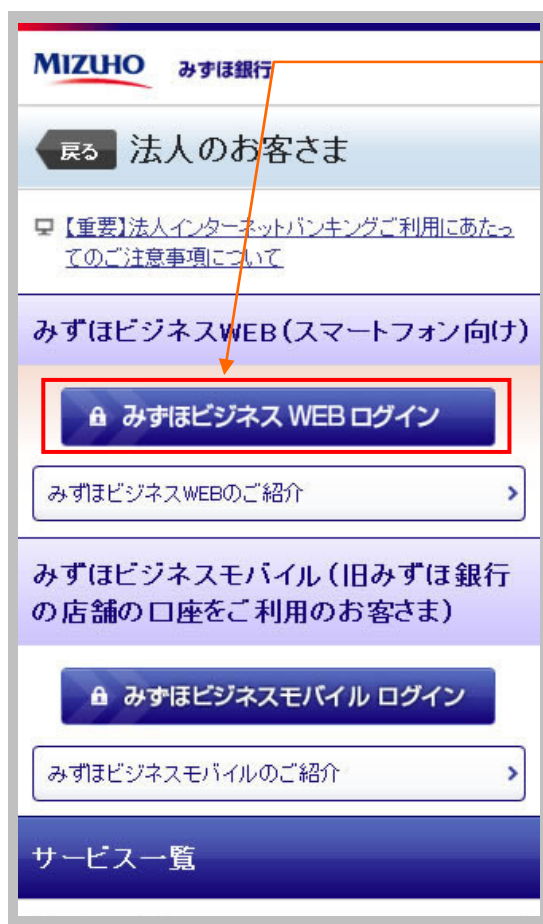 MIZUHO みずほ銀行
戻る 法人のお客さま
【重要】法人インターネットバンキングご利用にあたっ
てのご注意事項について
みずほビジネスWEB(スマートフォン向け)
みずほビジネス WEB ログイン
みずほビジネスWEBのご紹介
みずほビジネスモバイル(旧みずほ銀行
の店舗の口座をご利用のお客さま)
みずほビジネスモバイル ログイン
みずほビジネスモバイルのご紹介
サービス一覧